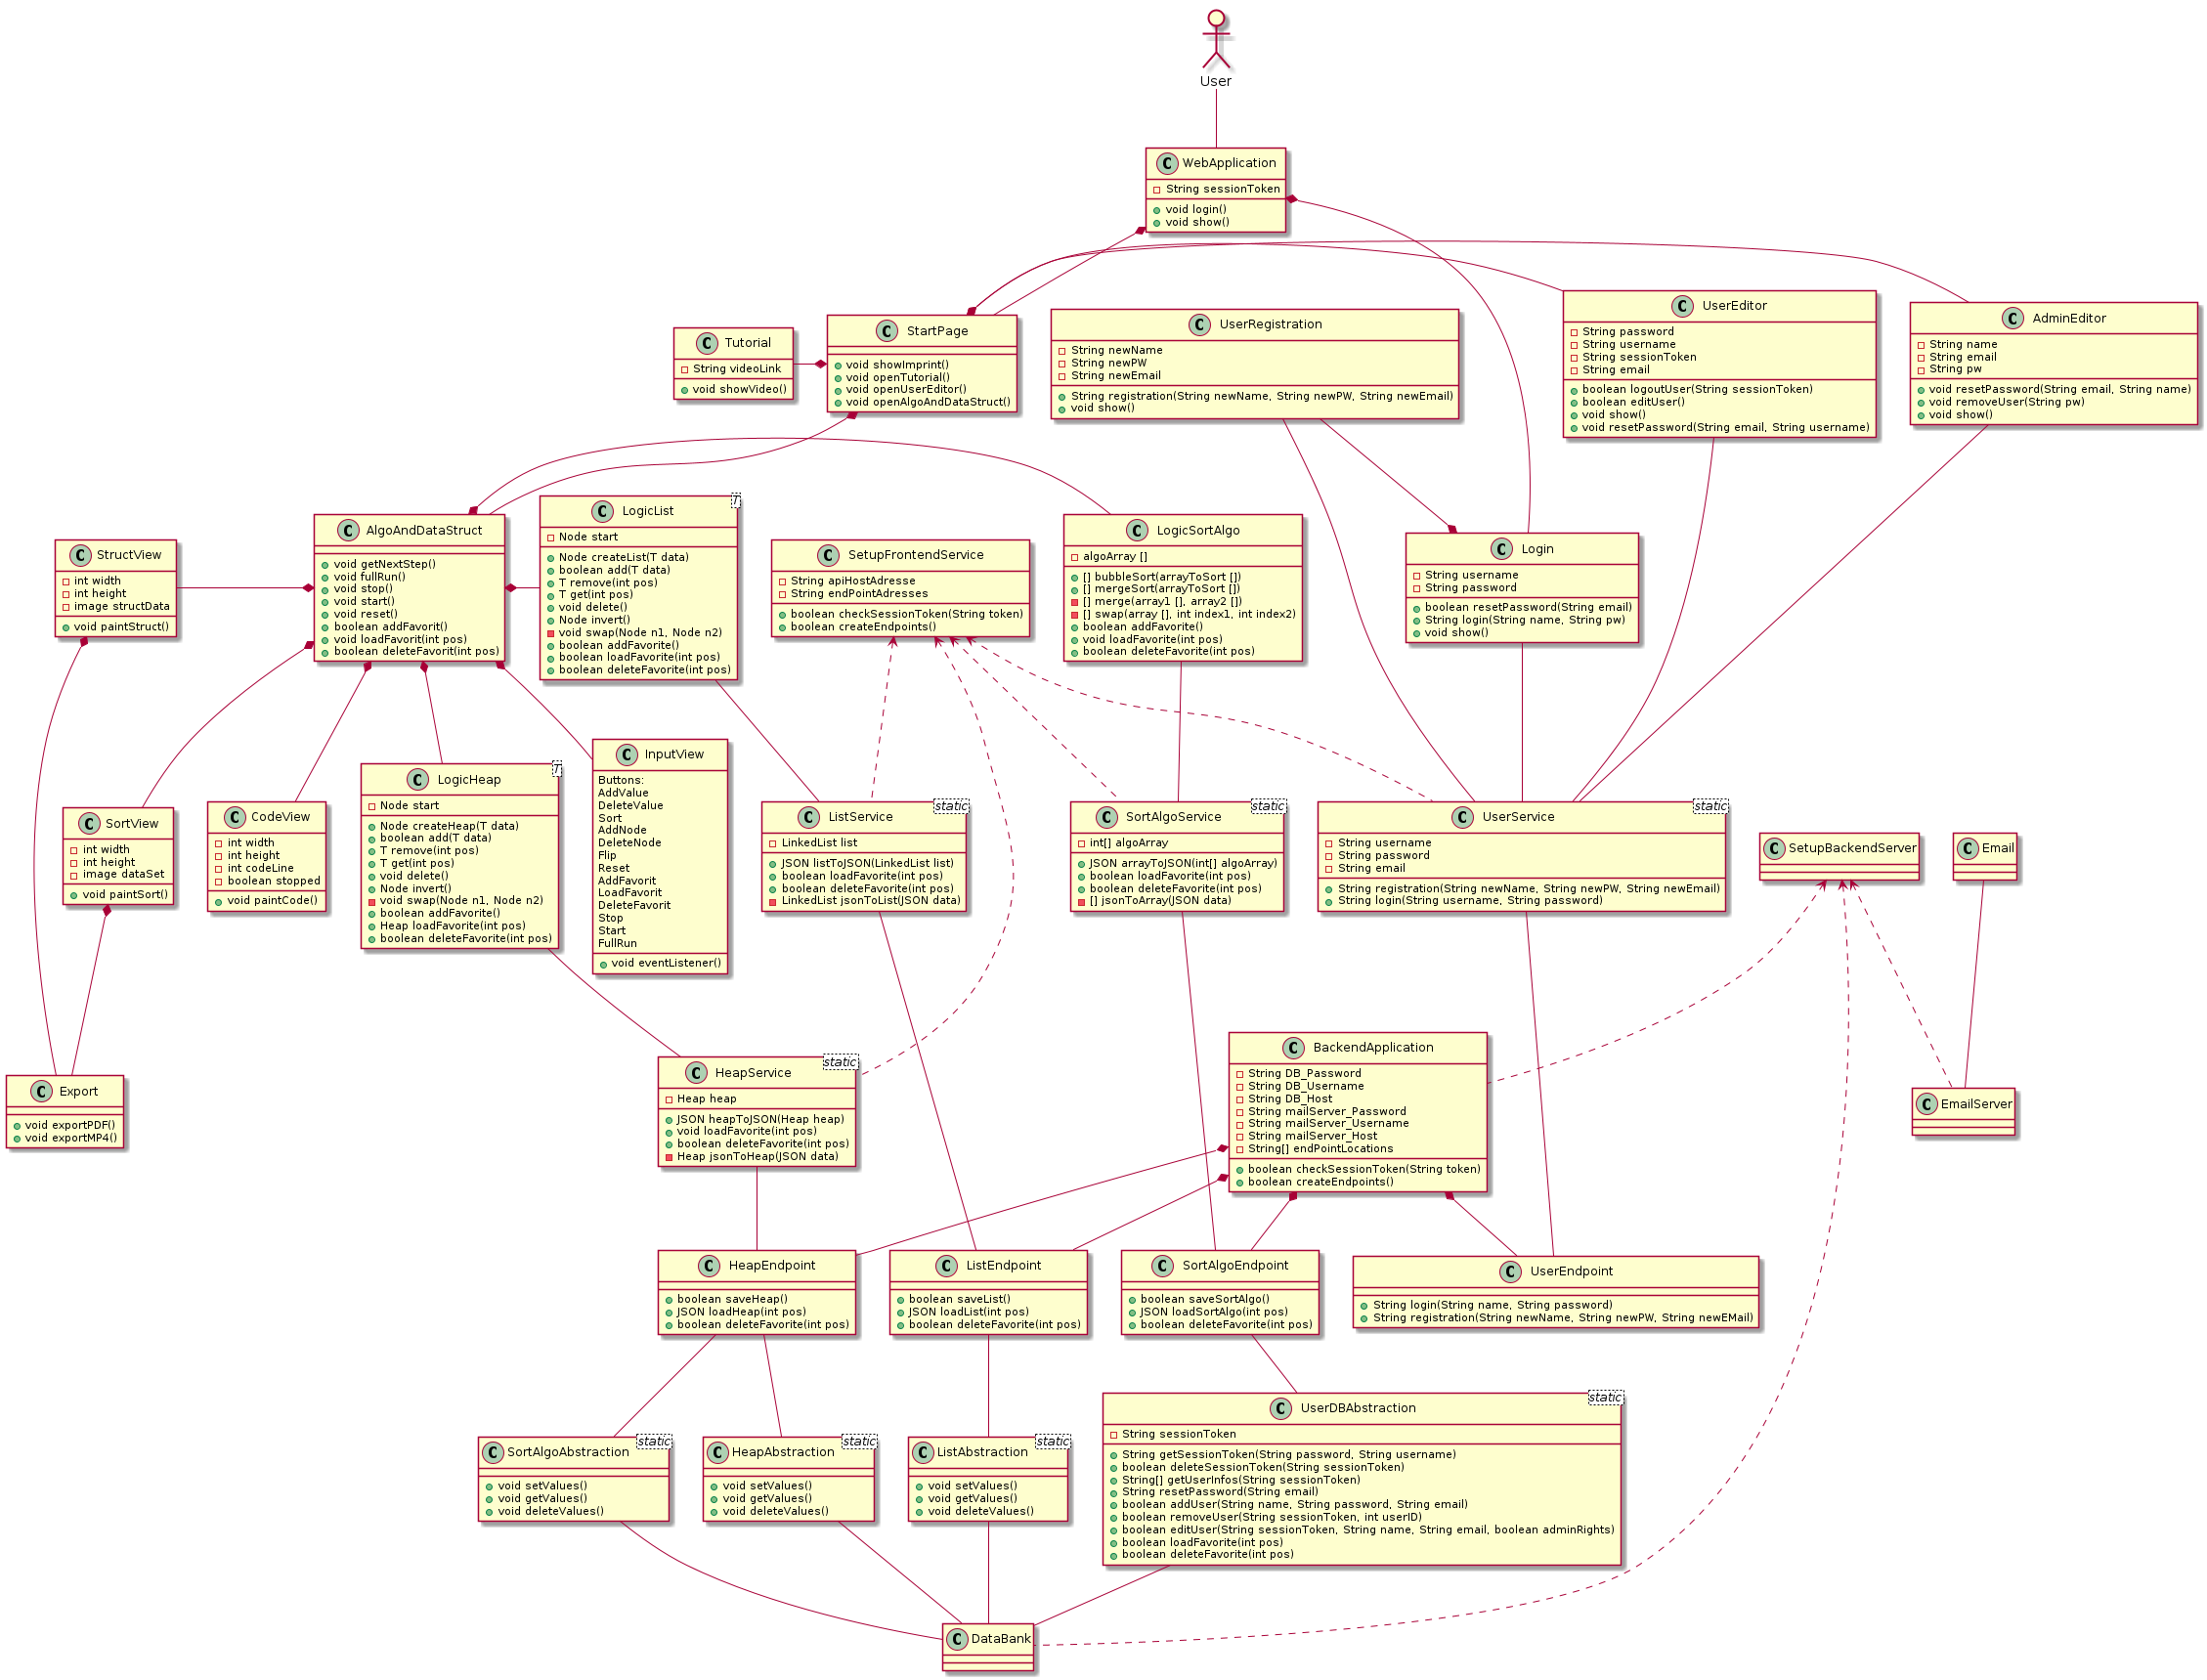 User
C WebApplication
String sessionToken
void login()
void show()
C UserEditor
String password
String username
String sessionToken
String email
boolean logoutUser(String sessionToken)
boolean editUser()
void show()
void resetPassword(String email, String username)
C AdminEditor
String name
String email
String pw
void resetPassword(String email, String name)
void removeUser(String pw)
void show()
C Tutorial
String videoLink
void showVideo()
C StartPage
void showImprint()
void openTutorial()
void openUserEditor()
void openAlgoAndDataStruct()
C UserRegistration
String newName
String newPW
String newEmail
String registration(String newName, String newPW, String newEmail)
void show()
C StructView
int width
int height
image structData
void paintStruct()
C AlgoAndDataStruct
void getNextStep()
void fullRun()
void stop()
void start()
void reset()
boolean addFavorit()
void loadFavorit(int pos)
boolean deleteFavorit(int pos)
C LogicList T
Node start
Node createList(T data)
boolean add(T data)
T remove(int pos)
T get(int pos)
void delete()
Node invert()
void swap(Node n1, Node n2)
boolean addFavorite()
boolean loadFavorite(int pos)
boolean deleteFavorite(int pos)
C SetupFrontendService
String apiHostAdresse
String endPointAdresses
boolean checkSessionToken(String token)
boolean createEndpoints()
C LogicSortAlgo
algoArray []
[] bubbleSort(arrayToSort [])
[] mergeSort(arrayToSort [])
[] merge(array1 [], array2 [])
[] swap(array [], int index1, int index2)
boolean addFavorite()
void loadFavorite(int pos)
boolean deleteFavorite(int pos)
C Login
String username
String password
boolean resetPassword(String email)
String login(String name, String pw)
void show()
C SortView
int width
int height
image dataSet
void paintSort()
C CodeView
int width
int height
int codeLine
boolean stopped
void paintCode()
C LogicHeap T
Node start
Node createHeap(T data)
boolean add(T data)
T remove(int pos)
T get(int pos)
void delete()
Node invert()
void swap(Node n1, Node n2)
boolean addFavorite()
Heap loadFavorite(int pos)
boolean deleteFavorite(int pos)
C InputView
Buttons:
AddValue
DeleteValue
Sort
AddNode
DeleteNode
Flip
Reset
AddFavorit
LoadFavorit
DeleteFavorit
Stop
Start
FullRun
void eventListener()
C ListService static
LinkedList list
JSON listToJSON(LinkedList list)
boolean loadFavorite(int pos)
boolean deleteFavorite(int pos)
LinkedList jsonToList(JSON data)
C SortAlgoService static
int[] algoArray
JSON arrayToJSON(int[] algoArray)
boolean loadFavorite(int pos)
boolean deleteFavorite(int pos)
[] jsonToArray(JSON data)
C UserService static
String username
String password
String email
String registration(String newName, String newPW, String newEmail)
String login(String username, String password)
C SetupBackendServer
C Email
C Export
void exportPDF()
void exportMP4()
C HeapService static
Heap heap
JSON heapToJSON(Heap heap)
void loadFavorite(int pos)
boolean deleteFavorite(int pos)
Heap jsonToHeap(JSON data)
C BackendApplication
String DB_Password
String DB_Username
String DB_Host
String mailServer_Password
String mailServer_Username
String mailServer_Host
String[] endPointLocations
boolean checkSessionToken(String token)
boolean createEndpoints()
C EmailServer
C HeapEndpoint
boolean saveHeap()
JSON loadHeap(int pos)
boolean deleteFavorite(int pos)
C ListEndpoint
boolean saveList()
JSON loadList(int pos)
boolean deleteFavorite(int pos)
C SortAlgoEndpoint
boolean saveSortAlgo()
JSON loadSortAlgo(int pos)
boolean deleteFavorite(int pos)
C UserEndpoint
String login(String name, String password)
String registration(String newName, String newPW, String newEMail)
C SortAlgoAbstraction static
void setValues()
void getValues()
void deleteValues()
C HeapAbstraction static
void setValues()
void getValues()
void deleteValues()
C ListAbstraction static
void setValues()
void getValues()
void deleteValues()
C UserDBAbstraction static
String sessionToken
String getSessionToken(String password, String username)
boolean deleteSessionToken(String sessionToken)
String[] getUserInfos(String sessionToken)
String resetPassword(String email)
boolean addUser(String name, String password, String email)
boolean removeUser(String sessionToken, int userID)
boolean editUser(String sessionToken, String name, String email, boolean adminRights)
boolean loadFavorite(int pos)
boolean deleteFavorite(int pos)
C DataBank